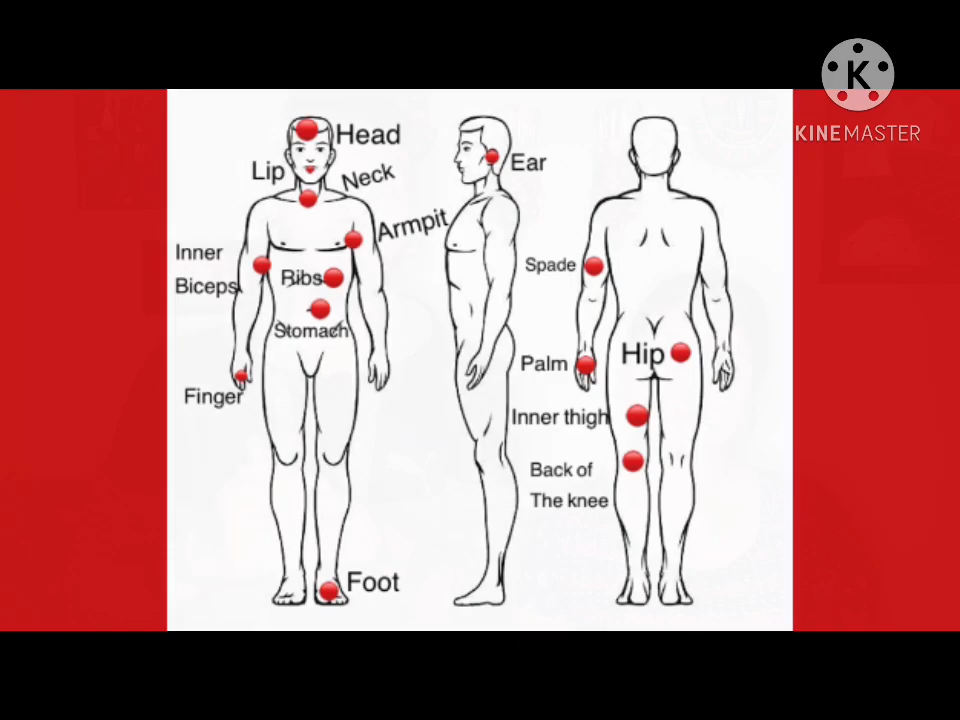 K
KINEMASTER
Head
Lip
Neck
Armpit
Inner
Biceps
Ribs
Stomach
Finger
Foot
Ear
Spade
Palm
Hip
Inner thigh
Back of
The knee